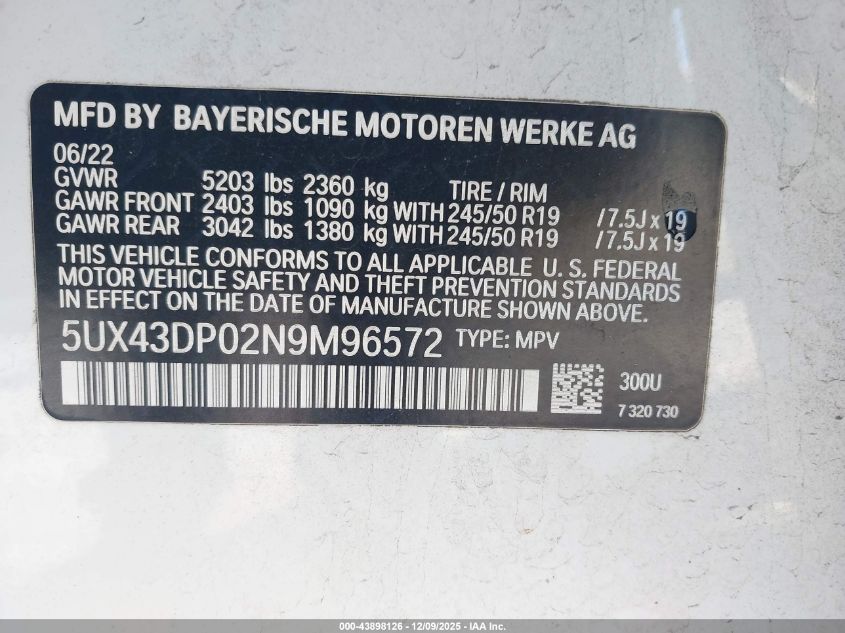 MFD BY BAYERISCHE MOTOREN WERKE AG
06/22
GVWR 5203 lbs 2360 kg TIRE / RIM
GAWR FRONT 2403 lbs 1090 kg WITH 245/50 R19 /7.5J x 19
GAWR REAR 3042 lbs 1380 kg WITH 245/50 R19 /7.5J x 19
THIS VEHICLE CONFORMS TO ALL APPLICABLE U. S. FEDERAL
MOTOR VEHICLE SAFETY AND THEFT PREVENTION STANDARDS
IN EFFECT ON THE DATE OF MANUFACTURE SHOWN ABOVE.
5UX43DP02N9M96572 TYPE: MPV
300U
7 320 730
000-43898126 - 12/09/2025 - IAA Inc.